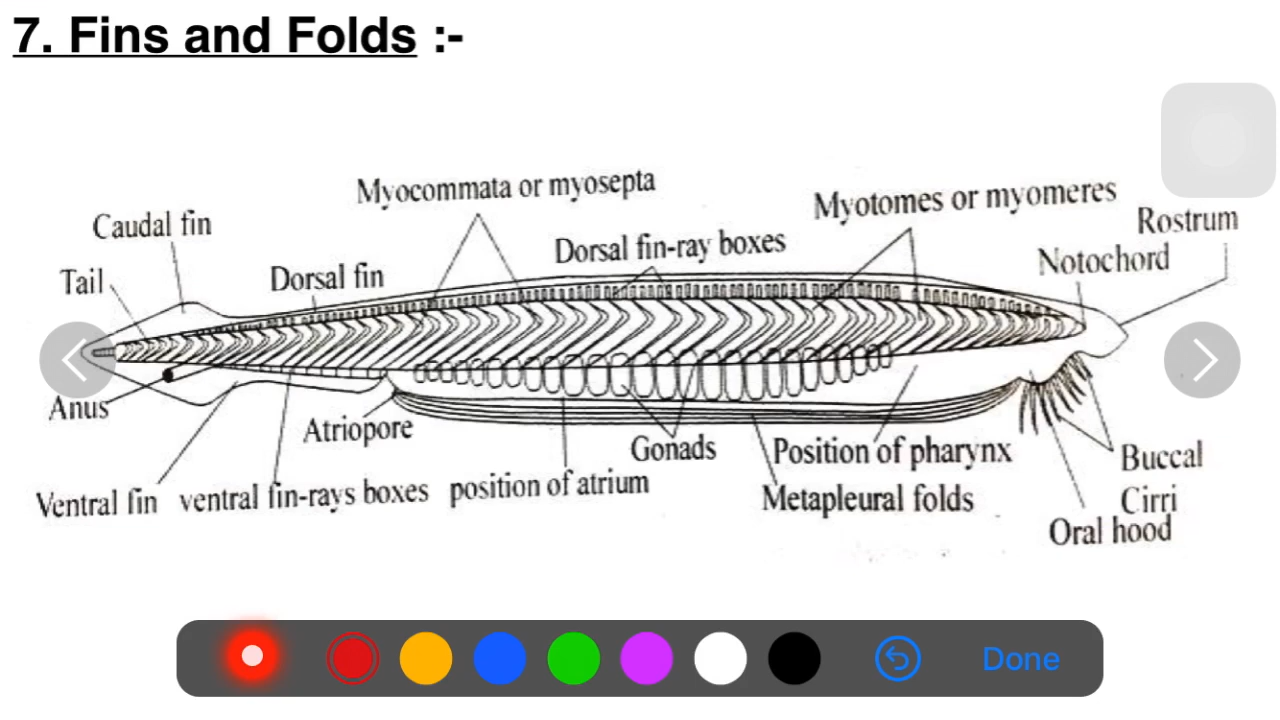 7. Fins and Folds :-
Myocommata or myosepta
Myotomes or myomeres
Rostrum
Caudal fin
Dorsal fin-ray boxes
Notochord
Tail
Dorsal fin
Anus
Atriopore
Gonads
Position of pharynx
Buccal
Cirri
Ventral fin
ventral fin-rays boxes
position of atrium
Metapleural folds
Oral hood
Done